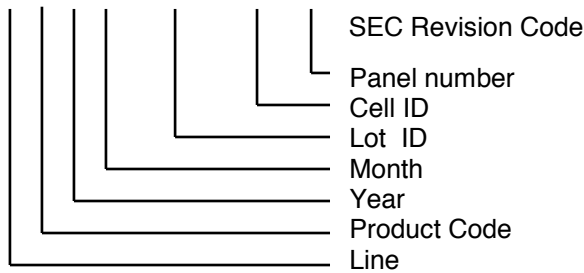 SEC Revision Code
Panel number
Cell ID
Lot ID
Month
Year
Product Code
Line